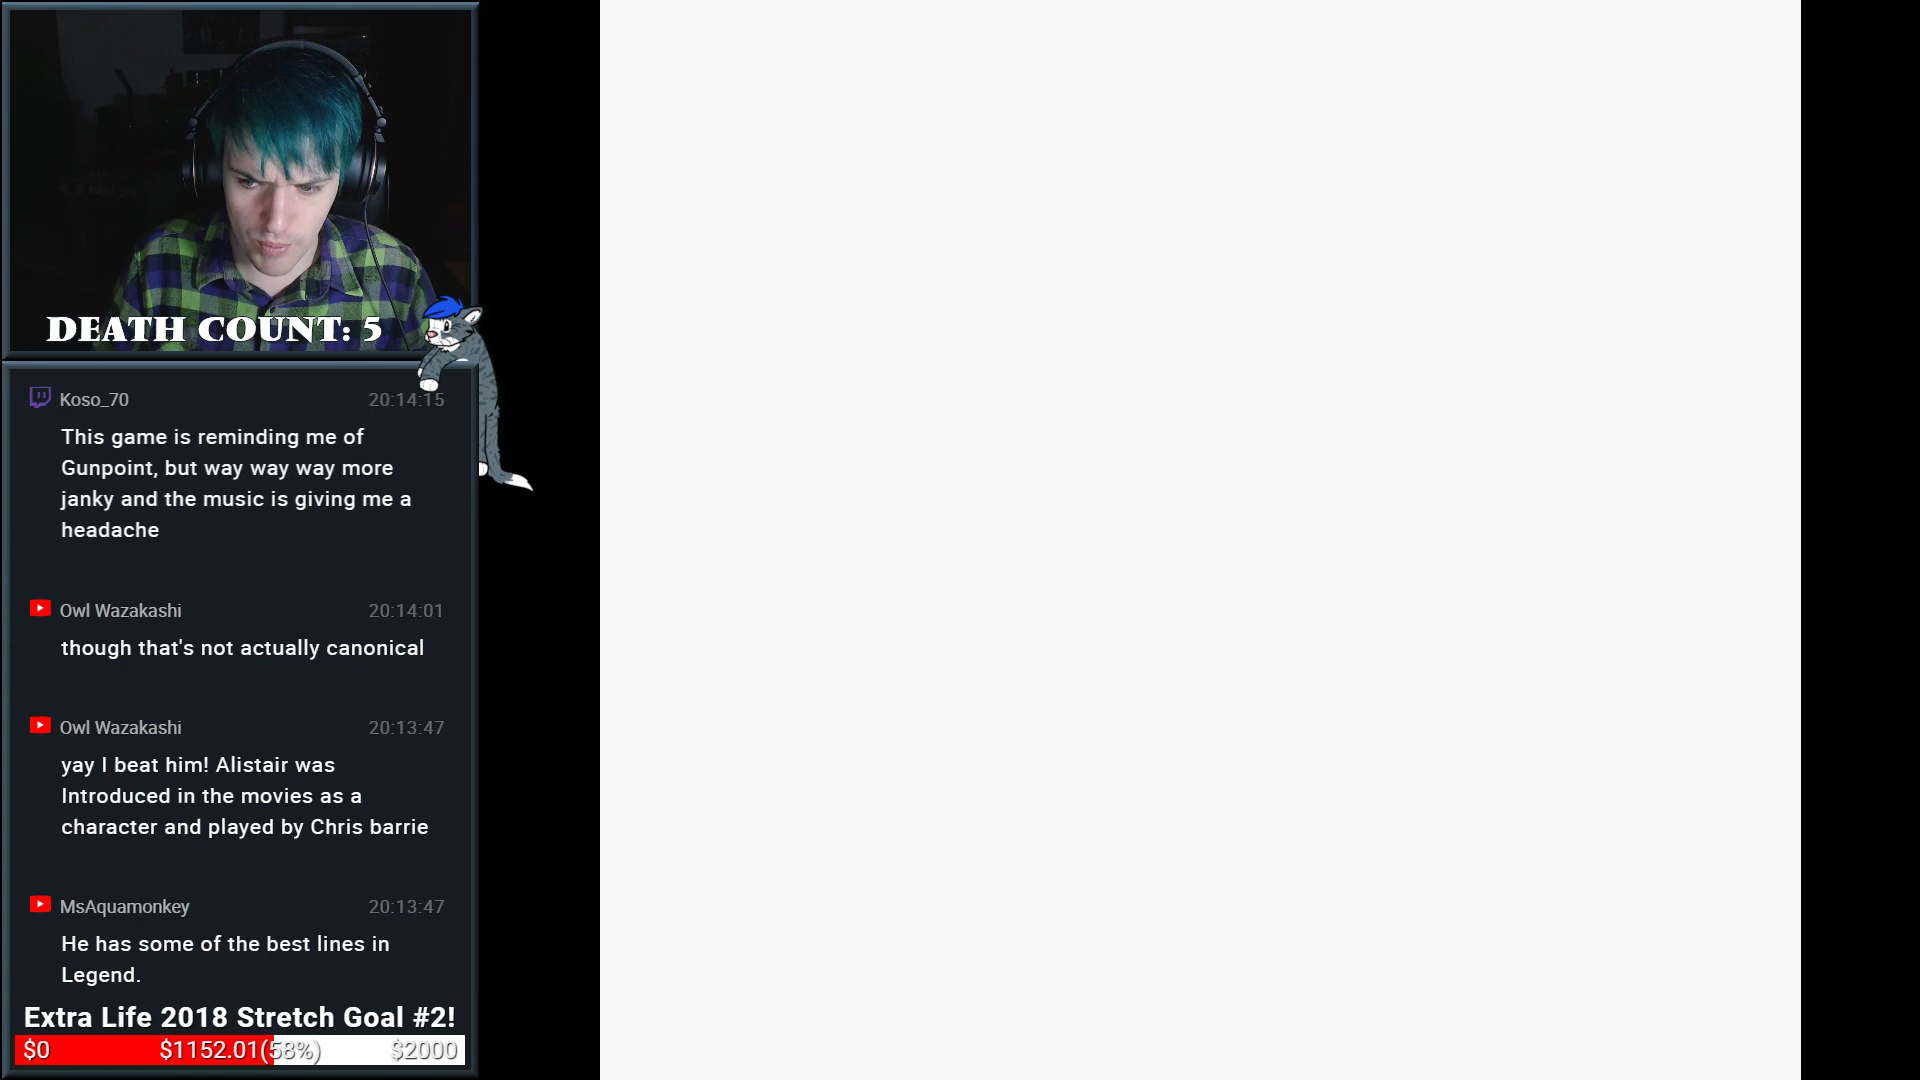 DEATH COUNT: 5
Koso_70 20:14:15
This game is reminding me of
Gunpoint, but way way way more
janky and the music is giving me a
headache
Owl Wazakashi 20:14:01
though that's not actually canonical
Owl Wazakashi 20:13:47
yay I beat him! Alistair was
Introduced in the movies as a
character and played by Chris barrie
MsAquamonkey 20:13:47
He has some of the best lines in
Legend.
Extra Life 2018 Stretch Goal #2!
$0 $1152.01(58%) $2000